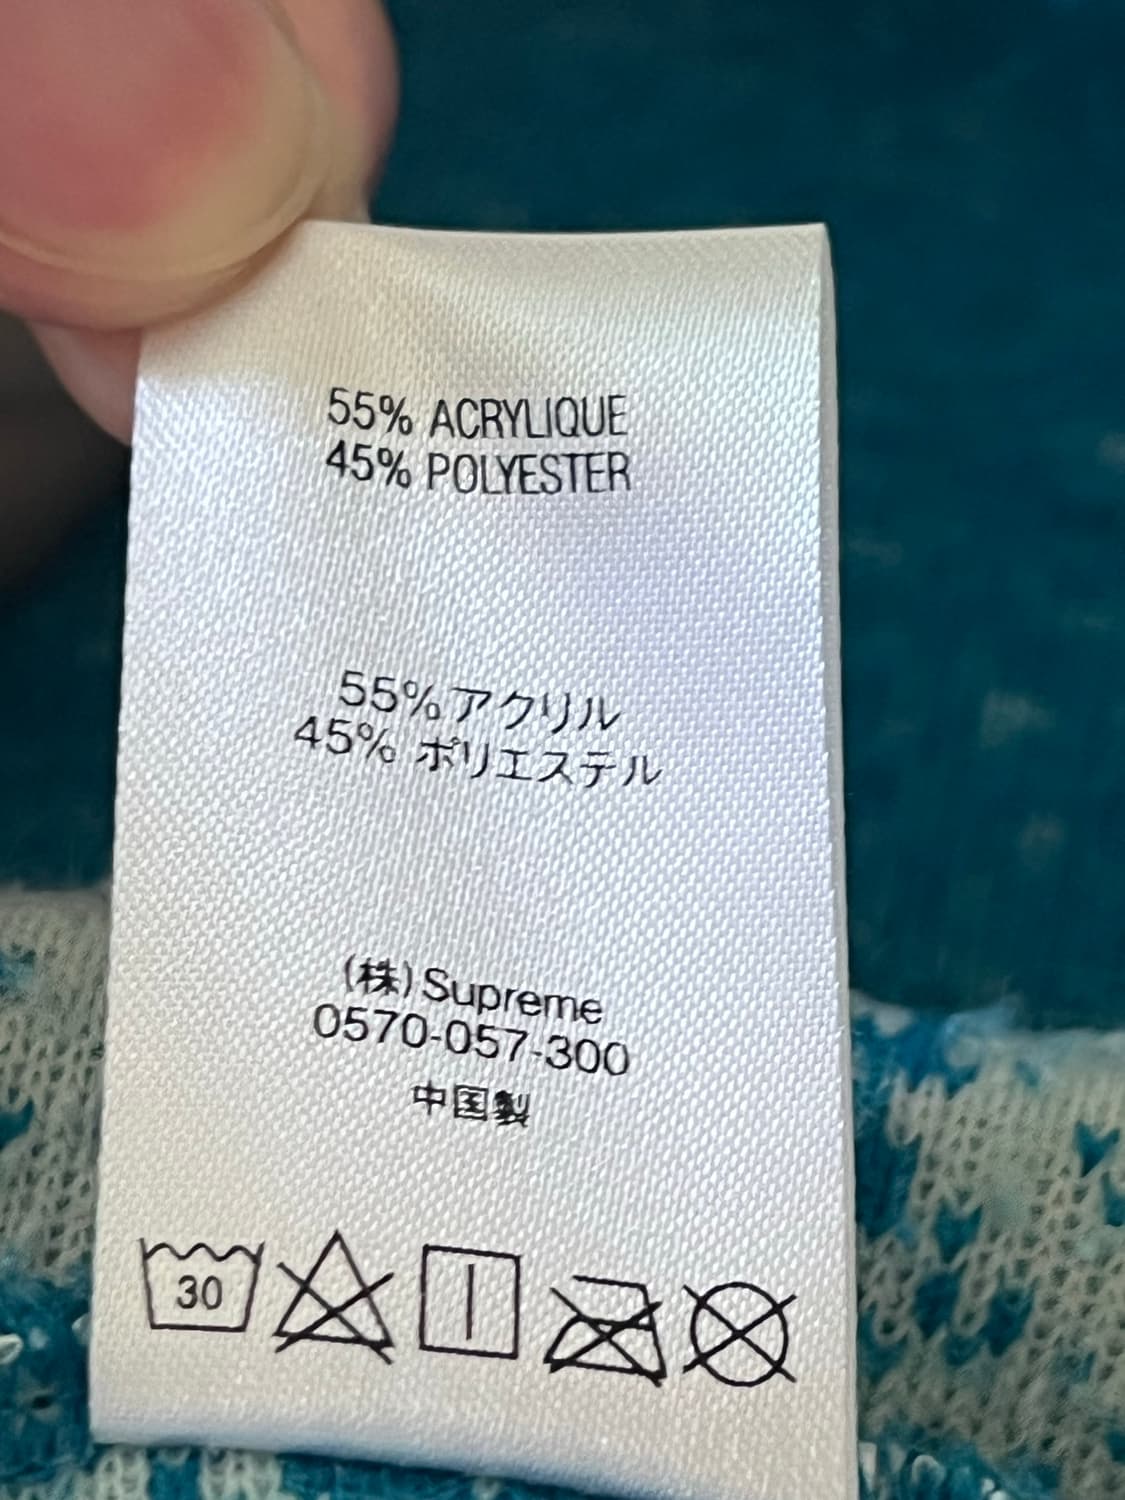 55% ACRYLIQUE
45% POLYESTER
55%アクリル
45% ポリエステル
(株)Supreme
0570-057-300
中国製
30